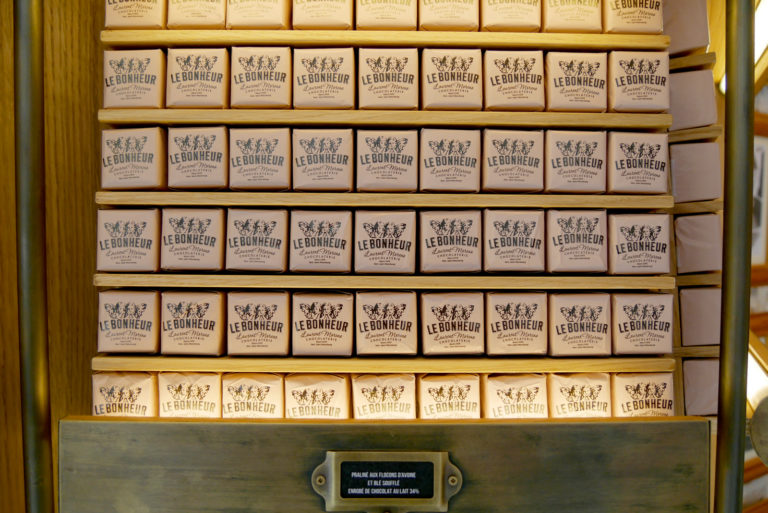 LE BONHEUR
Laurent Moreno
CHOCOLATERIE
PRALINÉ AUX FLOCONS D'AVOINE
ET BLÉ SOUFFLÉ
ENROBÉ DE CHOCOLAT AU LAIT 34%